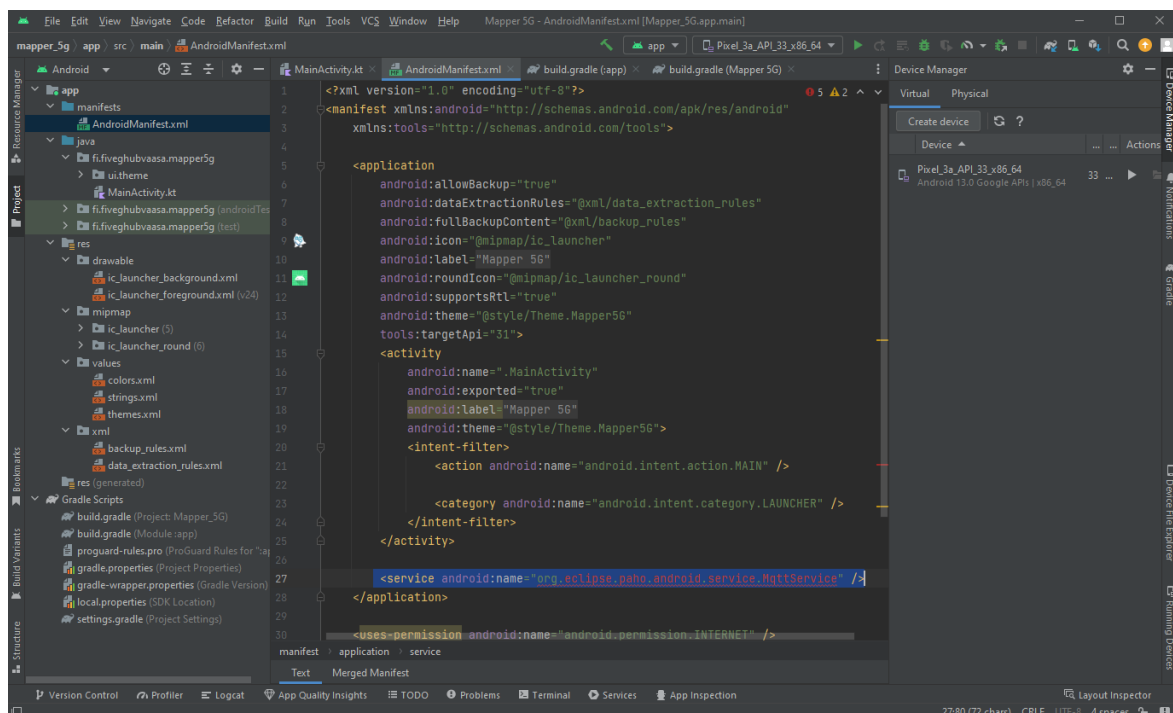 File Edit View Navigate Code Refactor Build Run Tools VCS Window Help Mapper 5G - AndroidManifest.xml [Mapper_5G.app.main]
mapper_5g app src main AndroidManifest.xml
app Pixel_3a_API_33_x86_64
Resource Manager
Project
Bookmarks
Build Variants
Structure
Android
app
manifests
AndroidManifest.xml
java
fi.fiveghubvaasa.mapper5g
ui.theme
MainActivity.kt
fi.fiveghubvaasa.mapper5g (androidTes
fi.fiveghubvaasa.mapper5g (test)
res
drawable
ic_launcher_background.xml
ic_launcher_foreground.xml (v24)
mipmap
ic_launcher (5)
ic_launcher_round (6)
values
colors.xml
strings.xml
themes.xml
xml
backup_rules.xml
data_extraction_rules.xml
res (generated)
Gradle Scripts
build.gradle (Project: Mapper_5G)
build.gradle (Module :app)
proguard-rules.pro (ProGuard Rules for ":a
gradle.properties (Project Properties)
gradle-wrapper.properties (Gradle Version)
local.properties (SDK Location)
settings.gradle (Project Settings)
MainActivity.kt AndroidManifest.xml build.gradle (:app) build.gradle (Mapper 5G)
5 2
1 <?xml version="1.0" encoding="utf-8"?>
2 <manifest xmlns:android="http://schemas.android.com/apk/res/android"
3 xmlns:tools="http://schemas.android.com/tools">
4
5 <application
6 android:allowBackup="true"
7 android:dataExtractionRules="@xml/data_extraction_rules"
8 android:fullBackupContent="@xml/backup_rules"
9 android:icon="@mipmap/ic_launcher"
10 android:label="Mapper 5G"
11 android:roundIcon="@mipmap/ic_launcher_round"
12 android:supportsRtl="true"
13 android:theme="@style/Theme.Mapper5G"
14 tools:targetApi="31">
15 <activity
16 android:name=".MainActivity"
17 android:exported="true"
18 android:label="Mapper 5G"
19 android:theme="@style/Theme.Mapper5G">
20 <intent-filter>
21 <action android:name="android.intent.action.MAIN" />
22
23 <category android:name="android.intent.category.LAUNCHER" />
24 </intent-filter>
25 </activity>
26
27 <service android:name="org.eclipse.paho.android.service.MqttService" />
28 </application>
29
30 <uses-permission android:name="android.permission.INTERNET" />
manifest application service
Text Merged Manifest
Device Manager
Virtual Physical
Create device ?
Device ... ... Actions
Pixel_3a_API_33_x86_64
Android 13.0 Google APIs | x86_64
33 ...
Device Manager
Notifications
Gradle
Device File Explorer
Running Devices
Version Control Profiler Logcat App Quality Insights TODO Problems Terminal Services App Inspection Layout Inspector
27:80 (72 chars) CRLF UTF-8 4 spaces